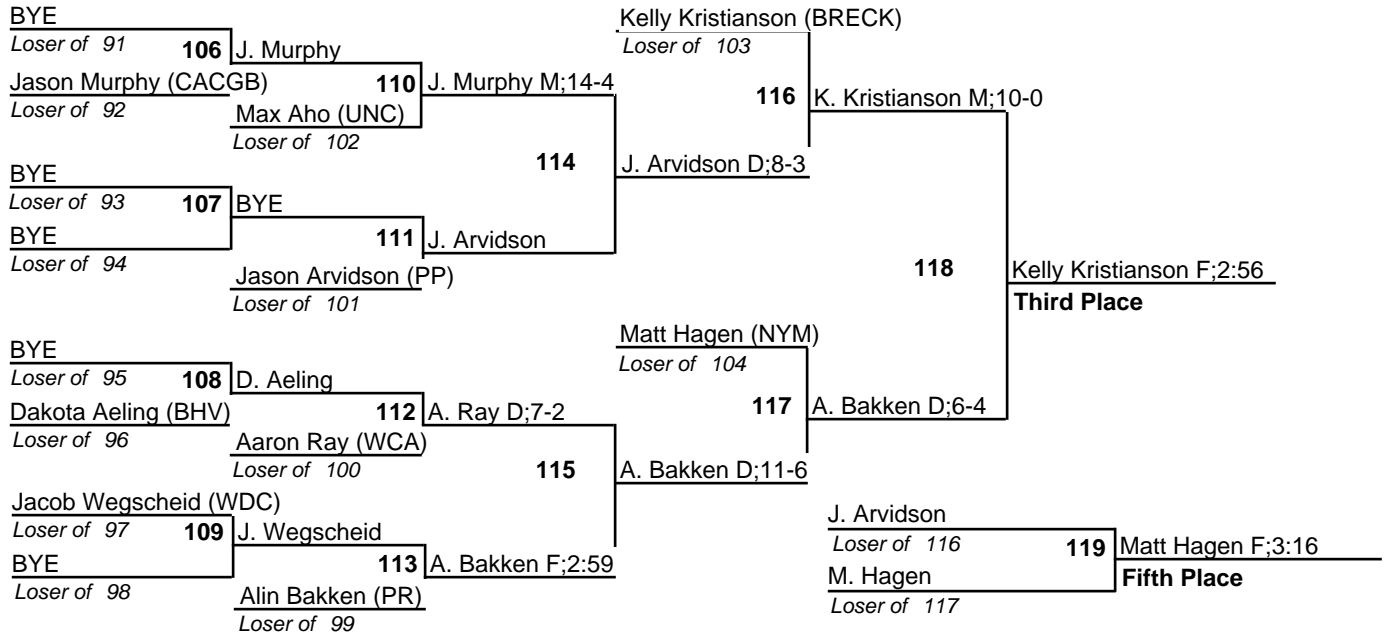 BYE
Loser of 91
106
J. Murphy
Jason Murphy (CACGB)
Loser of 92
110
J. Murphy M;14-4
Max Aho (UNC)
Loser of 102
114
BYE
Loser of 93
107
BYE
BYE
Loser of 94
111
J. Arvidson
Jason Arvidson (PP)
Loser of 101
Kelly Kristianson (BRECK)
Loser of 103
116
K. Kristianson M;10-0
J. Arvidson D;8-3
118
Kelly Kristianson F;2:56
Third Place
BYE
Loser of 95
108
D. Aeling
Dakota Aeling (BHV)
Loser of 96
112
A. Ray D;7-2
Aaron Ray (WCA)
Loser of 100
115
Jacob Wegscheid (WDC)
Loser of 97
109
J. Wegscheid
BYE
Loser of 98
113
A. Bakken F;2:59
Alin Bakken (PR)
Loser of 99
Matt Hagen (NYM)
Loser of 104
117
A. Bakken D;6-4
A. Bakken D;11-6
J. Arvidson
Loser of 116
119
Matt Hagen F;3:16
M. Hagen
Fifth Place
Loser of 117